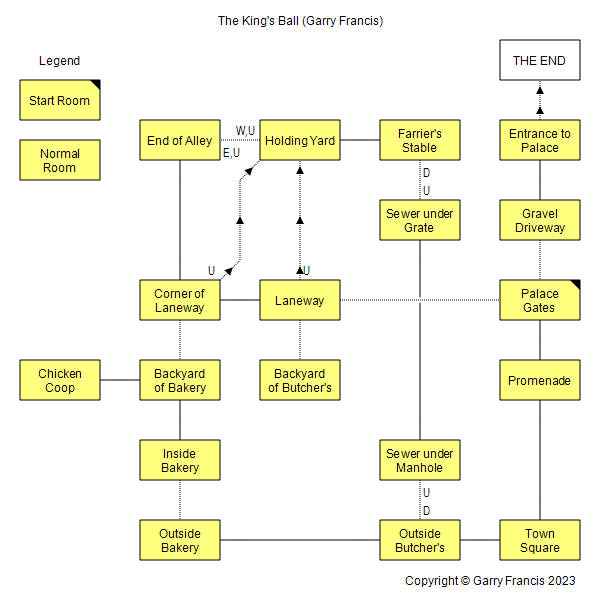 The King's Ball (Garry Francis)
Legend
THE END
Start Room
End of Alley
W,U
E,U
Holding Yard
Farrier's
Stable
Entrance to
Palace
Normal
Room
D
U
Sewer under
Grate
Gravel
Driveway
U
U
Corner of
Laneway
Laneway
Palace
Gates
Chicken
Coop
Backyard
of Bakery
Backyard
of Butcher's
Promenade
Inside
Bakery
Sewer under
Manhole
U
D
Outside
Bakery
Outside
Butcher's
Town
Square
Copyright © Garry Francis 2023